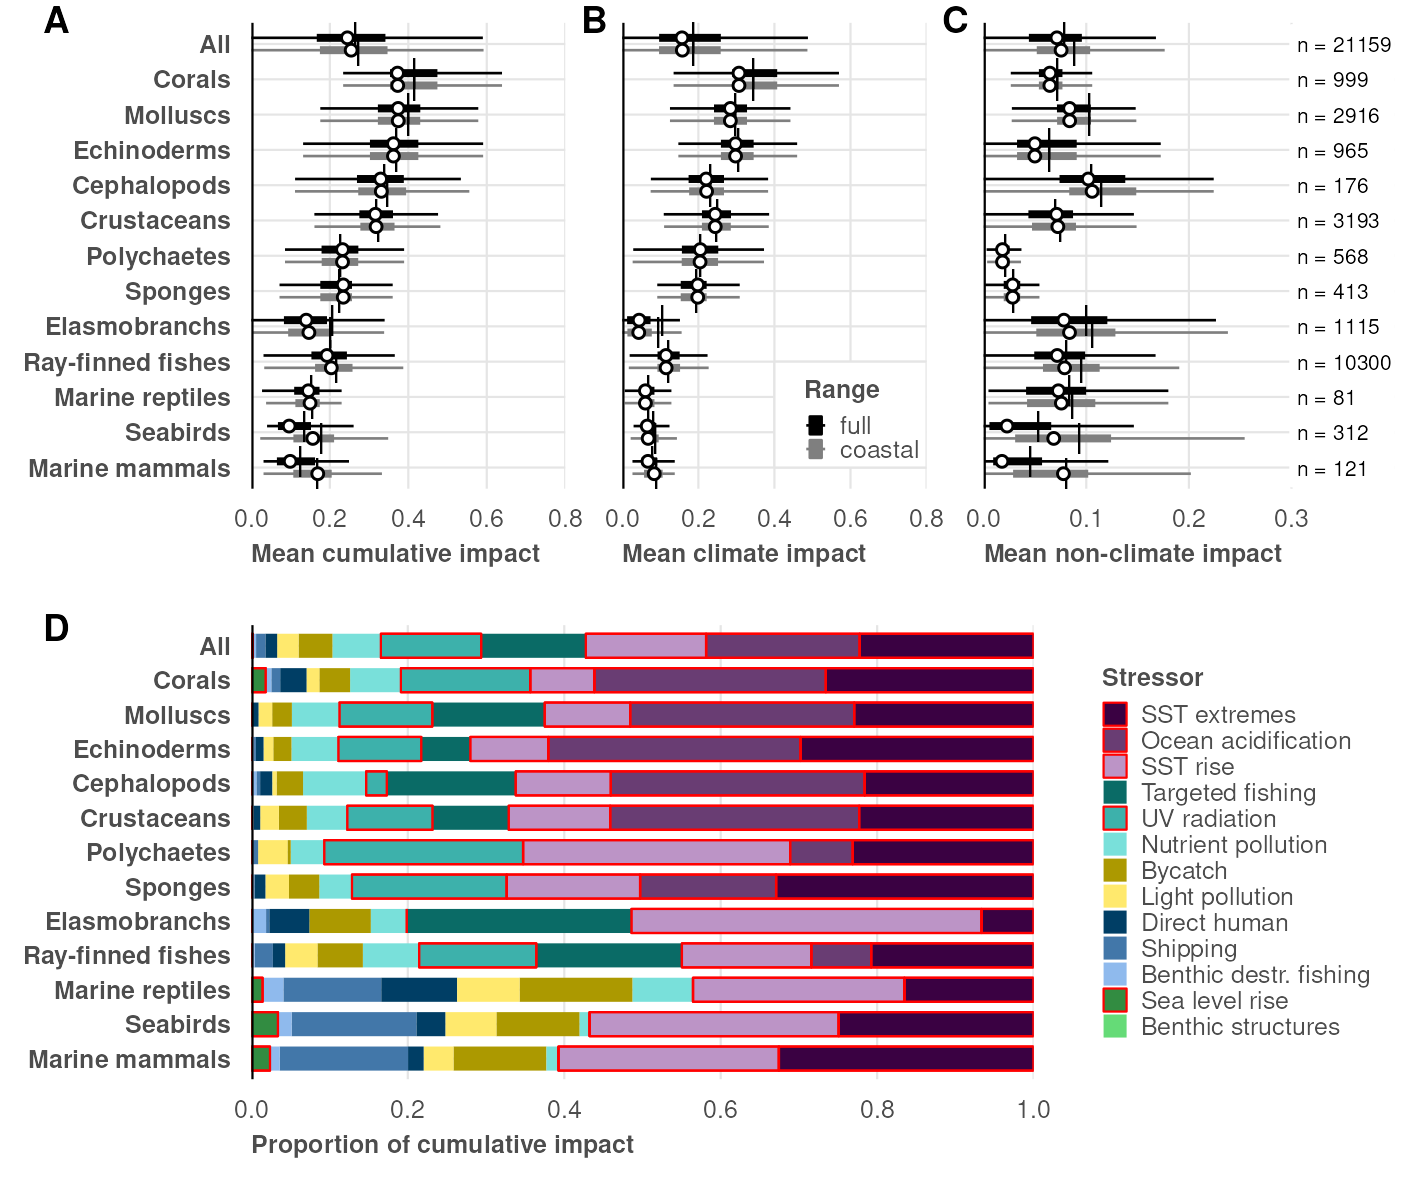 A
B
C
All
Corals
Molluscs
Echinoderms
Cephalopods
Crustaceans
Polychaetes
Sponges
Elasmobranchs
Ray-finned fishes
Marine reptiles
Seabirds
Marine mammals
n = 21159
n = 999
n = 2916
n = 965
n = 176
n = 3193
n = 568
n = 413
n = 1115
n = 10300
n = 81
n = 312
n = 121
Range
full
coastal
0.0 0.2 0.4 0.6 0.8
Mean cumulative impact
0.0 0.2 0.4 0.6 0.8
Mean climate impact
0.0 0.1 0.2 0.3
Mean non-climate impact
D
All
Corals
Molluscs
Echinoderms
Cephalopods
Crustaceans
Polychaetes
Sponges
Elasmobranchs
Ray-finned fishes
Marine reptiles
Seabirds
Marine mammals
0.0 0.2 0.4 0.6 0.8 1.0
Proportion of cumulative impact
Stressor
SST extremes
Ocean acidification
SST rise
Targeted fishing
UV radiation
Nutrient pollution
Bycatch
Light pollution
Direct human
Shipping
Benthic destr. fishing
Sea level rise
Benthic structures